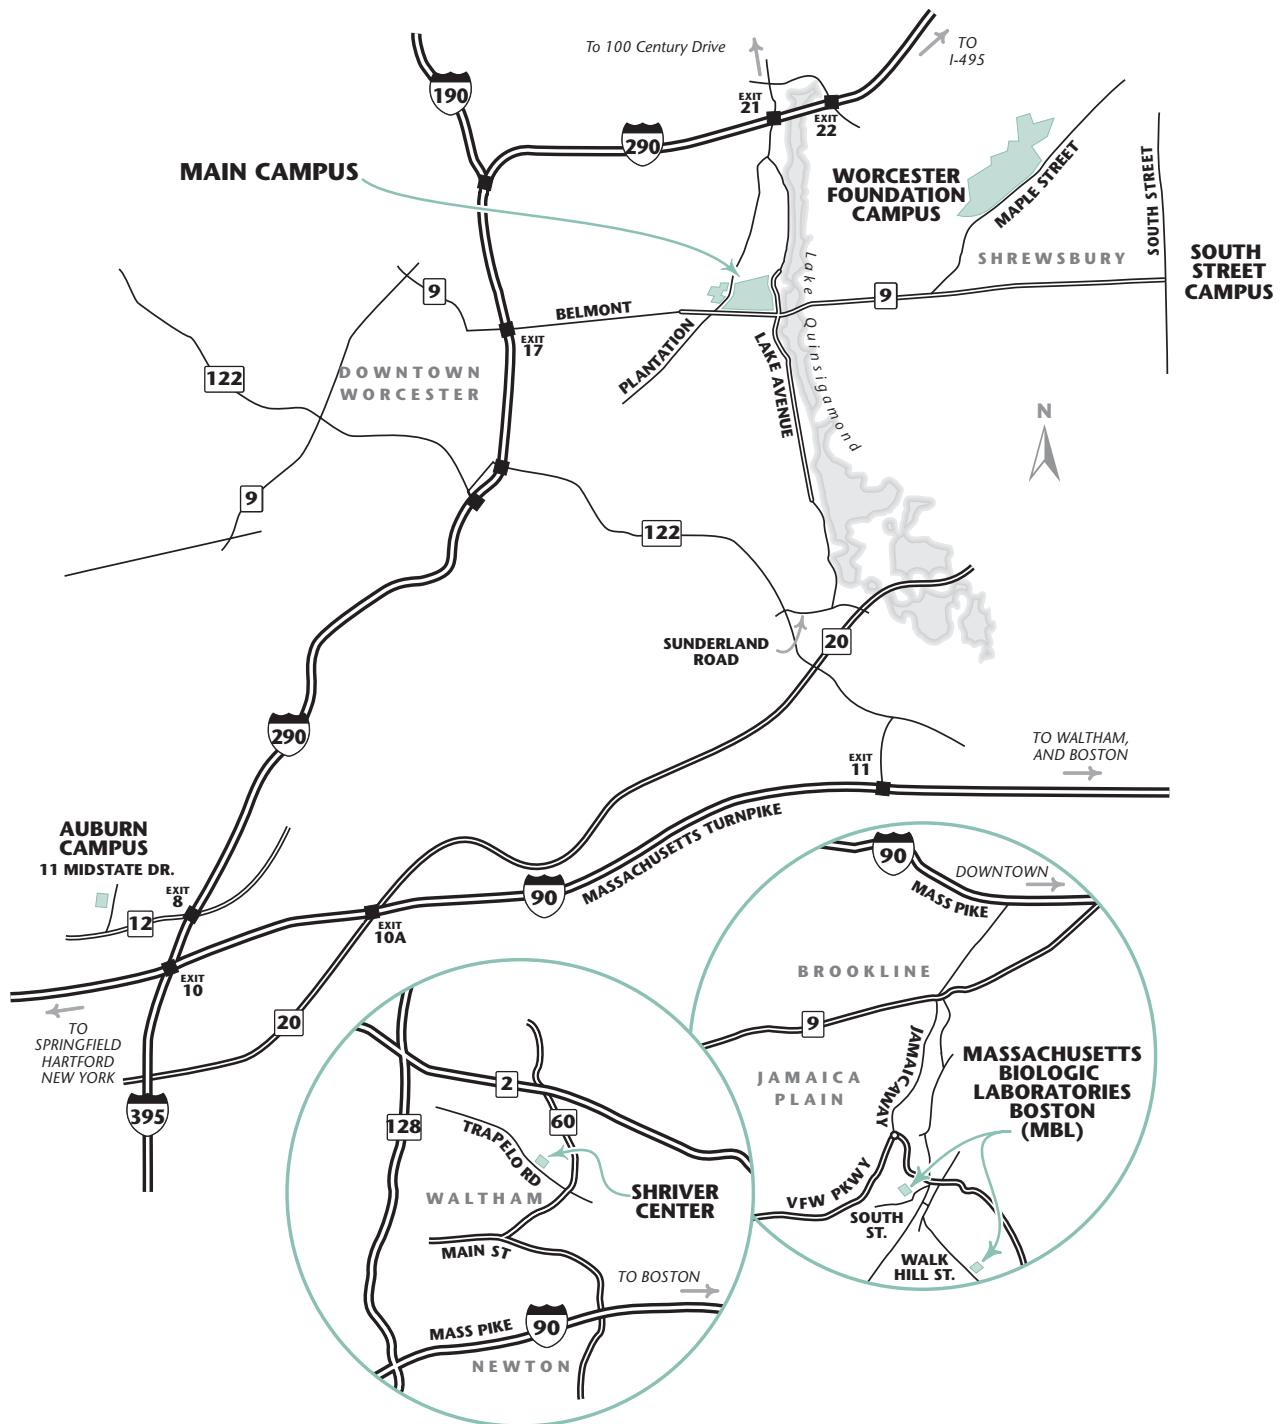 To 100 Century Drive
TO
I-495
190
EXIT
21
EXIT
22
290
MAIN CAMPUS
WORCESTER
FOUNDATION
CAMPUS
MAPLE STREET
SOUTH STREET
SHREWSBURY
SOUTH
STREET
CAMPUS
Lake Quinsigamond
9
BELMONT
9
EXIT
17
PLANTATION
LAKE AVENUE
122
DOWNTOWN
WORCESTER
N
9
122
SUNDERLAND
ROAD
20
290
TO WALTHAM,
AND BOSTON
EXIT
11
MASSACHUSETTS TURNPIKE
AUBURN
CAMPUS
11 MIDSTATE DR.
EXIT
8
12
90
EXIT
10A
EXIT
10
TO
SPRINGFIELD
HARTFORD
NEW YORK
20
395
90
DOWNTOWN
MASS PIKE
BROOKLINE
9
JAMAICAWAY
JAMAICA
PLAIN
MASSACHUSETTS
BIOLOGIC
LABORATORIES
BOSTON
(MBL)
VFW PKWY
SOUTH
ST.
WALK
HILL ST.
2
128
60
TRAPELO RD
WALTHAM
SHRIVER
CENTER
MAIN ST
TO BOSTON
MASS PIKE
90
NEWTON